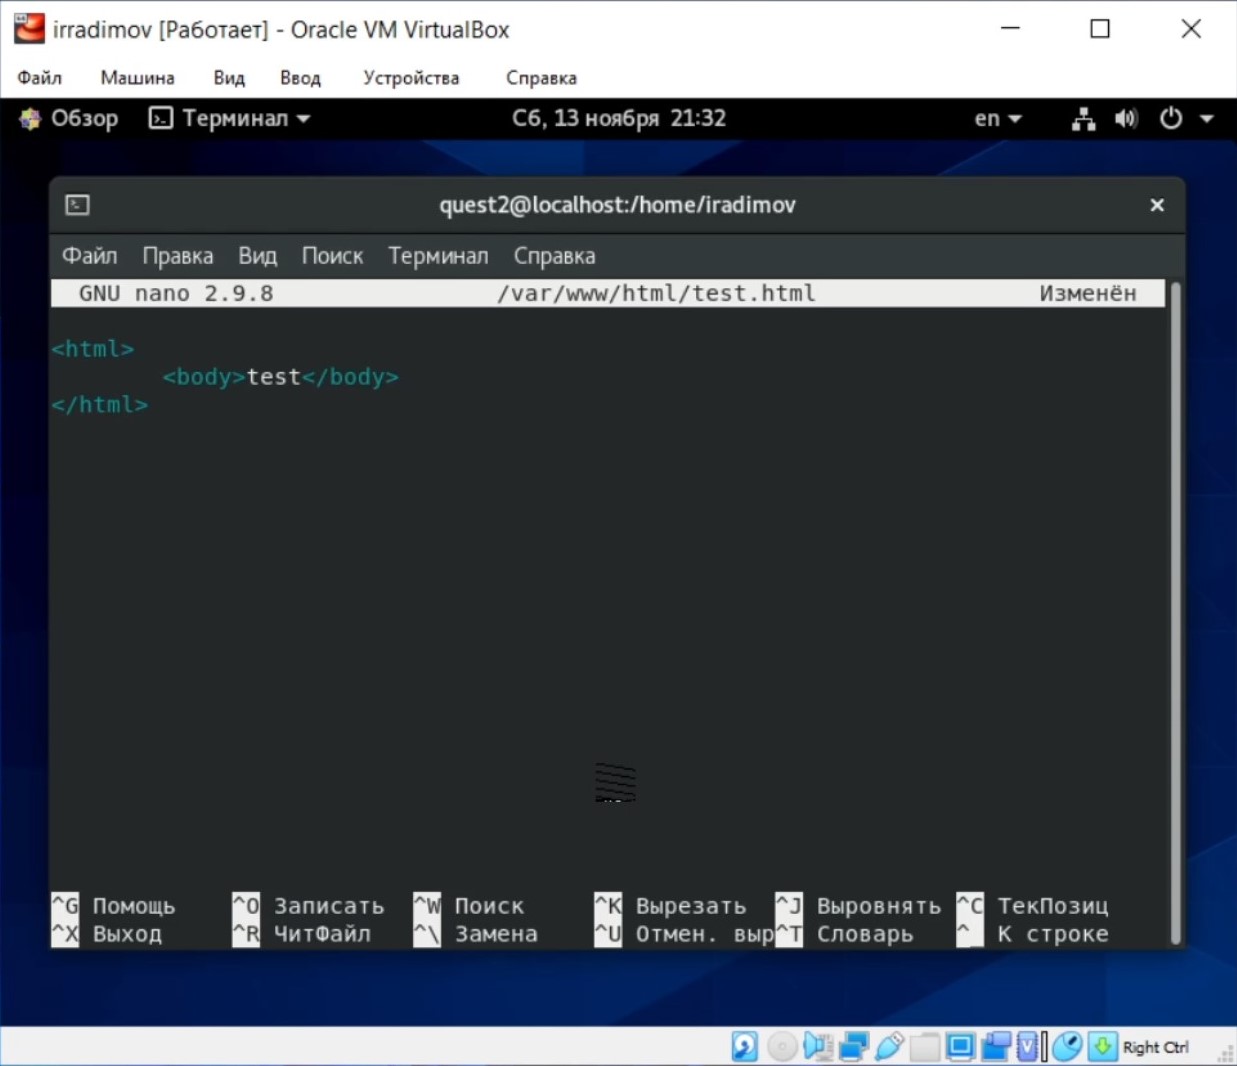 irradimov [Работает] - Oracle VM VirtualBox
Файл Машина Вид Ввод Устройства Справка
Обзор Терминал Сб, 13 ноября 21:32 en
quest2@localhost:/home/iradimov
Файл Правка Вид Поиск Терминал Справка
GNU nano 2.9.8 /var/www/html/test.html Изменён
<html>
<body>test</body>
</html>
^G Помощь ^O Записать ^W Поиск ^K Вырезать ^J Выровнять ^C ТекПозиц
^X Выход ^R ЧитФайл ^\ Замена ^U Отмен. выр^T Словарь ^_ К строке
Right Ctrl